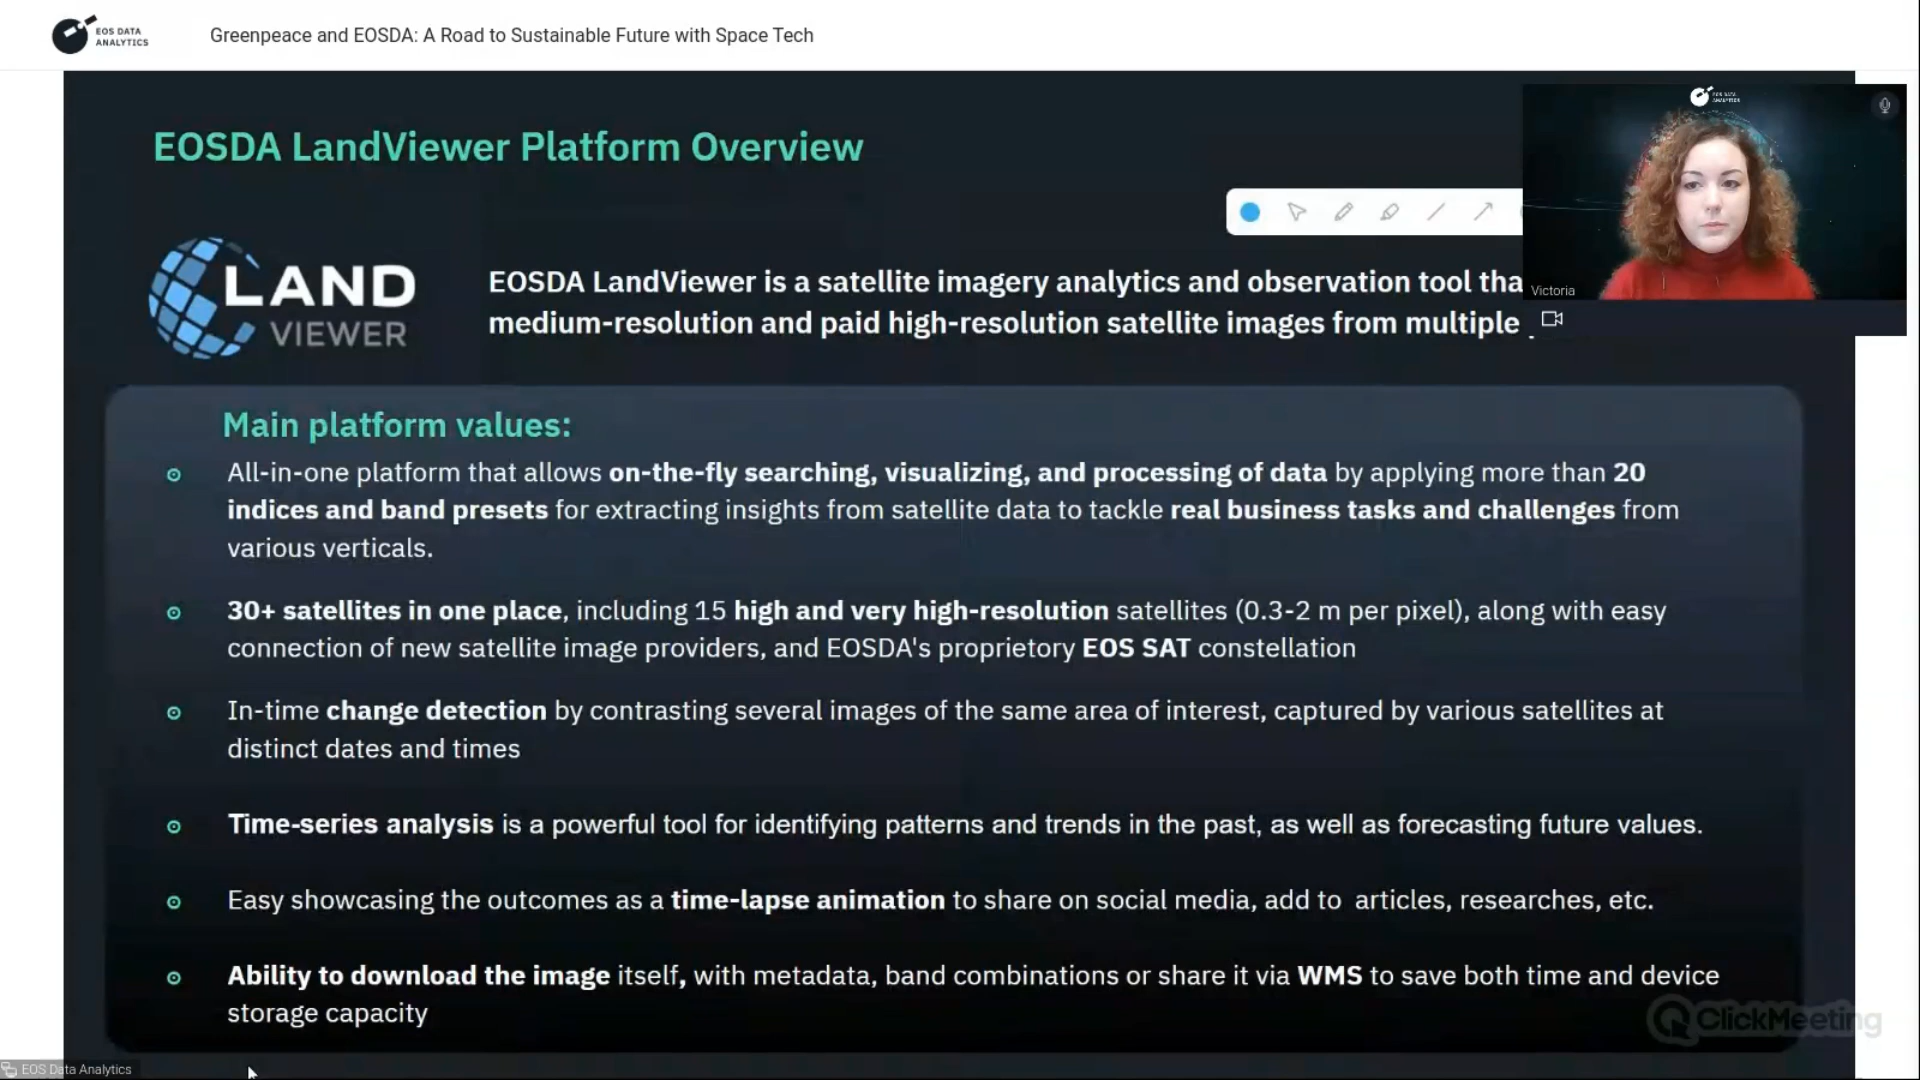 EOS DATA
ANALYTICS
Greenpeace and EOSDA: A Road to Sustainable Future with Space Tech
EOSDA LandViewer Platform Overview
EOS DATA
ANALYTICS
Victoria
LAND
VIEWER
EOSDA LandViewer is a satellite imagery analytics and observation tool
medium-resolution and paid high-resolution satellite images from multiple
Main platform values:
All-in-one platform that allows on-the-fly searching, visualizing, and processing of data by applying more than 20
indices and band presets for extracting insights from satellite data to tackle real business tasks and challenges from
various verticals.
30+ satellites in one place, including 15 high and very high-resolution satellites (0.3-2 m per pixel), along with easy
connection of new satellite image providers, and EOSDA's proprietory EOS SAT constellation
In-time change detection by contrasting several images of the same area of interest, captured by various satellites at
distinct dates and times
Time-series analysis is a powerful tool for identifying patterns and trends in the past, as well as forecasting future values.
Easy showcasing the outcomes as a time-lapse animation to share on social media, add to  articles, researches, etc.
Ability to download the image itself, with metadata, band combinations or share it via WMS to save both time and device
storage capacity
ClickMeeting
EOS Data Analytics